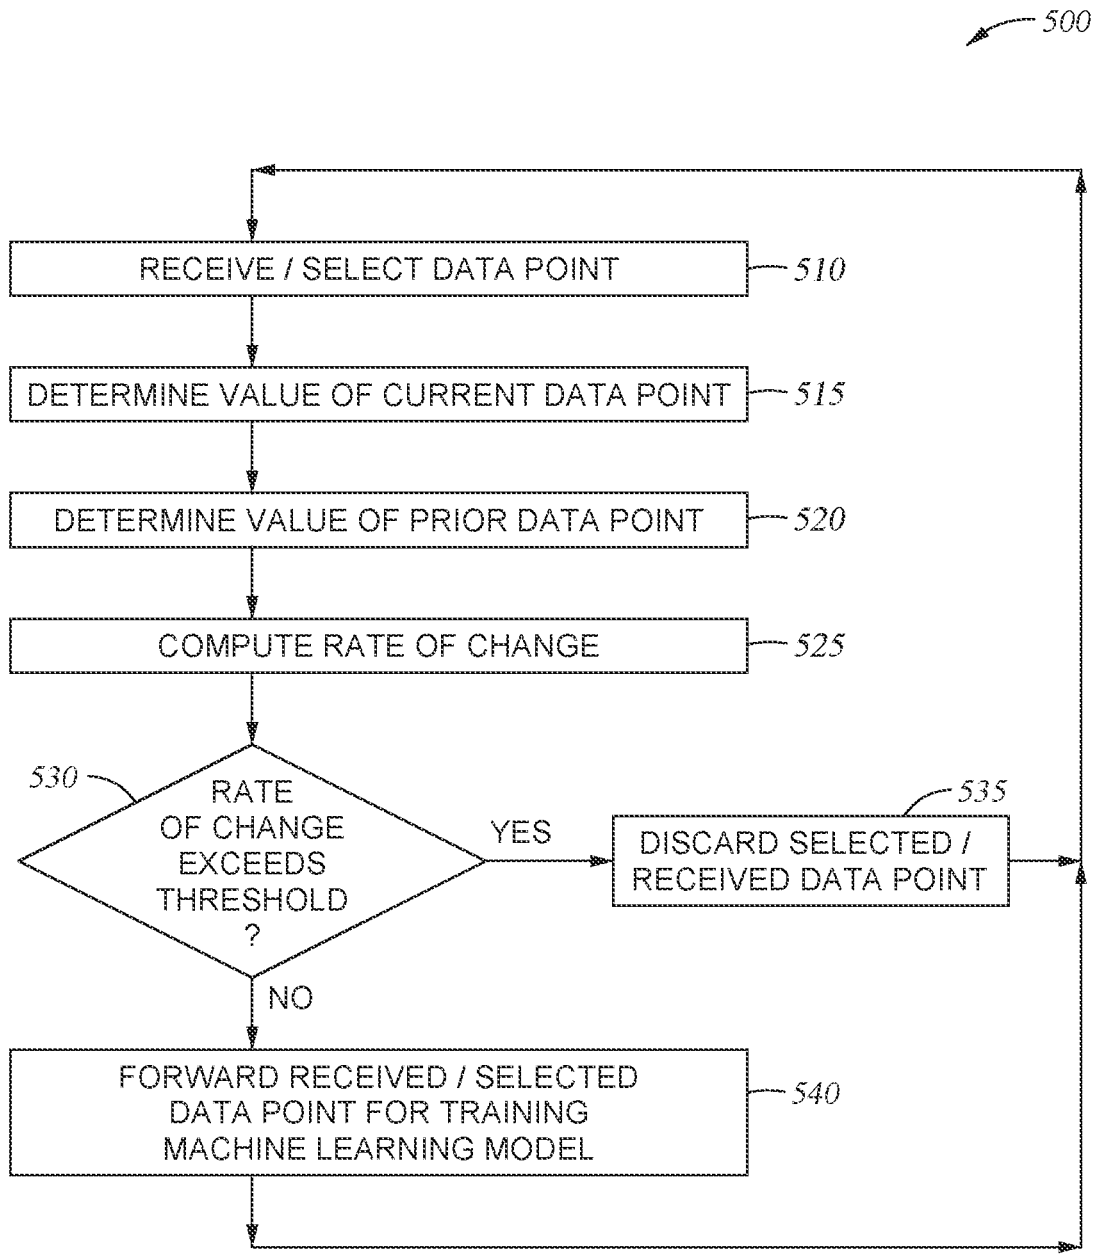 500
RECEIVE / SELECT DATA POINT
510
DETERMINE VALUE OF CURRENT DATA POINT
515
DETERMINE VALUE OF PRIOR DATA POINT
520
COMPUTE RATE OF CHANGE
525
530
RATE
OF CHANGE
EXCEEDS
THRESHOLD
?
YES
535
DISCARD SELECTED /
RECEIVED DATA POINT
NO
FORWARD RECEIVED / SELECTED
DATA POINT FOR TRAINING
MACHINE LEARNING MODEL
540